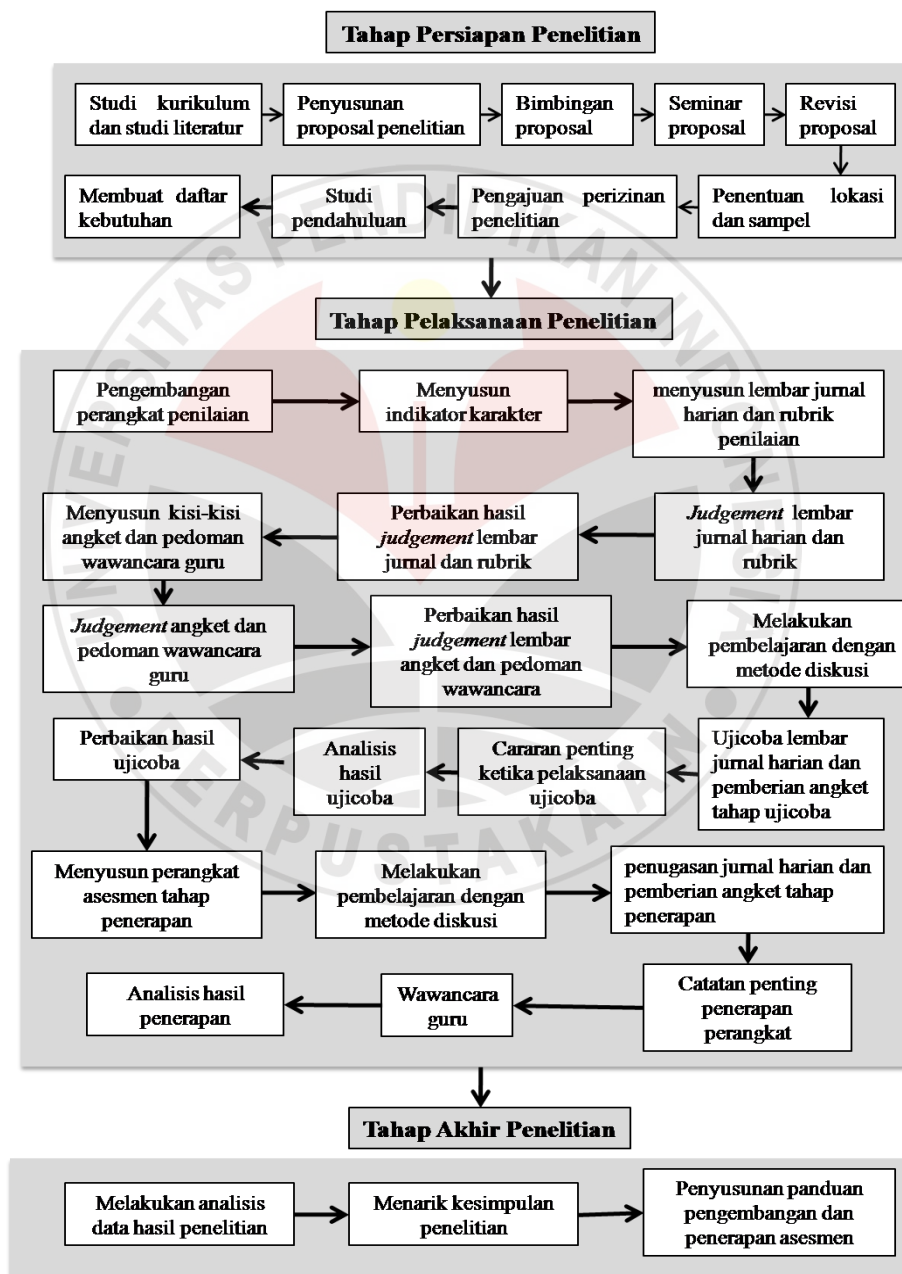 Tahap Persiapan Penelitian
Studi kurikulum
dan studi literatur
Penyusunan
proposal penelitian
Bimbingan
proposal
Seminar
proposal
Revisi
proposal
Penentuan lokasi
dan sampel
Pengajuan perizinan
penelitian
Studi
pendahuluan
Membuat daftar
kebutuhan
Tahap Pelaksanaan Penelitian
Pengembangan
perangkat penilaian
Menyusun
indikator karakter
menyusun lembar jurnal
harian dan rubrik
penilaian
Judgement lembar
jurnal harian dan
rubrik
Perbaikan hasil
judgement lembar
jurnal dan rubrik
Menyusun kisi-kisi
angket dan pedoman
wawancara guru
Judgement angket dan
pedoman wawancara
guru
Perbaikan hasil
judgement lembar
angket dan pedoman
wawancara
Melakukan
pembelajaran dengan
metode diskusi
Ujicoba lembar
jurnal harian dan
pemberian angket
tahap ujicoba
Cararan penting
ketika pelaksanaan
ujicoba
Analisis
hasil
ujicoba
Perbaikan hasil
ujicoba
Menyusun perangkat
asesmen tahap
penerapan
Melakukan
pembelajaran dengan
metode diskusi
penugasan jurnal harian dan
pemberian angket tahap
penerapan
Catatan penting
penerapan
perangkat
Wawancara
guru
Analisis hasil
penerapan
Tahap Akhir Penelitian
Melakukan analisis
data hasil penelitian
Menarik kesimpulan
penelitian
Penyusunan panduan
pengembangan dan
penerapan asesmen
UNIVERSITAS PENDIDIKAN INDONESIA
PERPUSTAKAAN